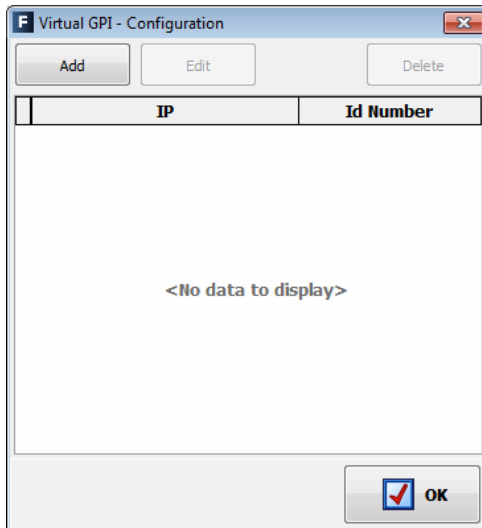 F Virtual GPI - Configuration
Add Edit Delete
IP Id Number
<No data to display>
OK